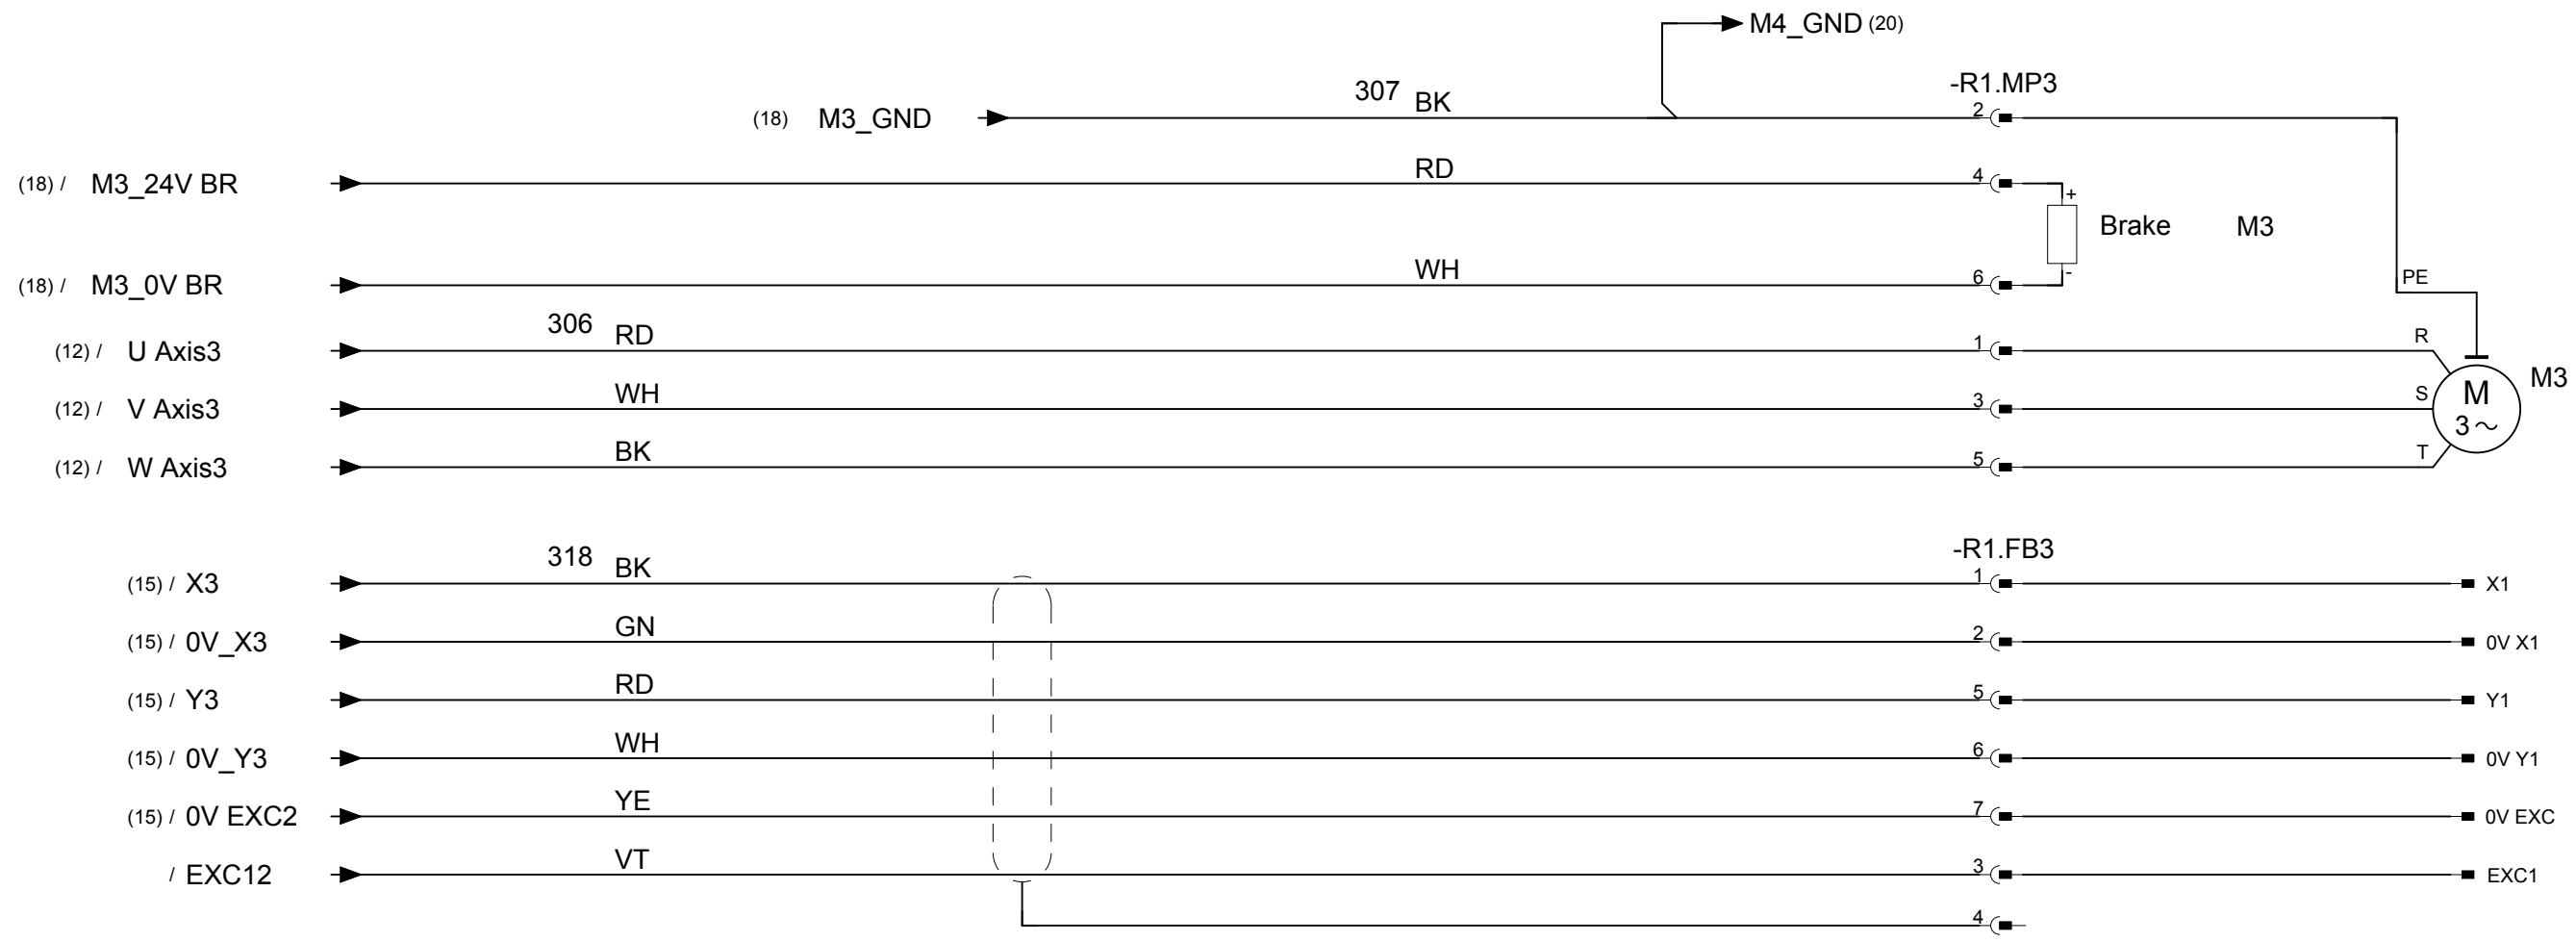 M4_GND (20)
-R1.MP3
(18) M3_GND 307 BK 2
(18) / M3_24V BR RD 4
+
Brake M3
-
(18) / M3_0V BR WH 6
PE
(12) / U Axis3 306 RD 1 R
(12) / V Axis3 WH 3 S
M
3~
M3
(12) / W Axis3 BK 5 T
-R1.FB3
(15) / X3 318 BK 1 X1
(15) / 0V_X3 GN 2 0V X1
(15) / Y3 RD 5 Y1
(15) / 0V_Y3 WH 6 0V Y1
(15) / 0V EXC2 YE 7 0V EXC
/ EXC12 VT 3 EXC1
4